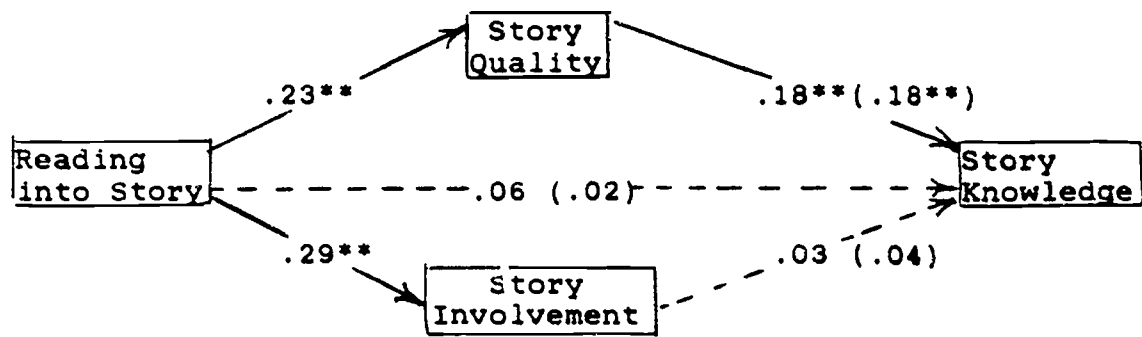 Story
Quality
.23**
.18**(.18**)
Reading
into Story
.06 (.02)
Story
Knowledge
.29**
.03 (.04)
Story
Involvement